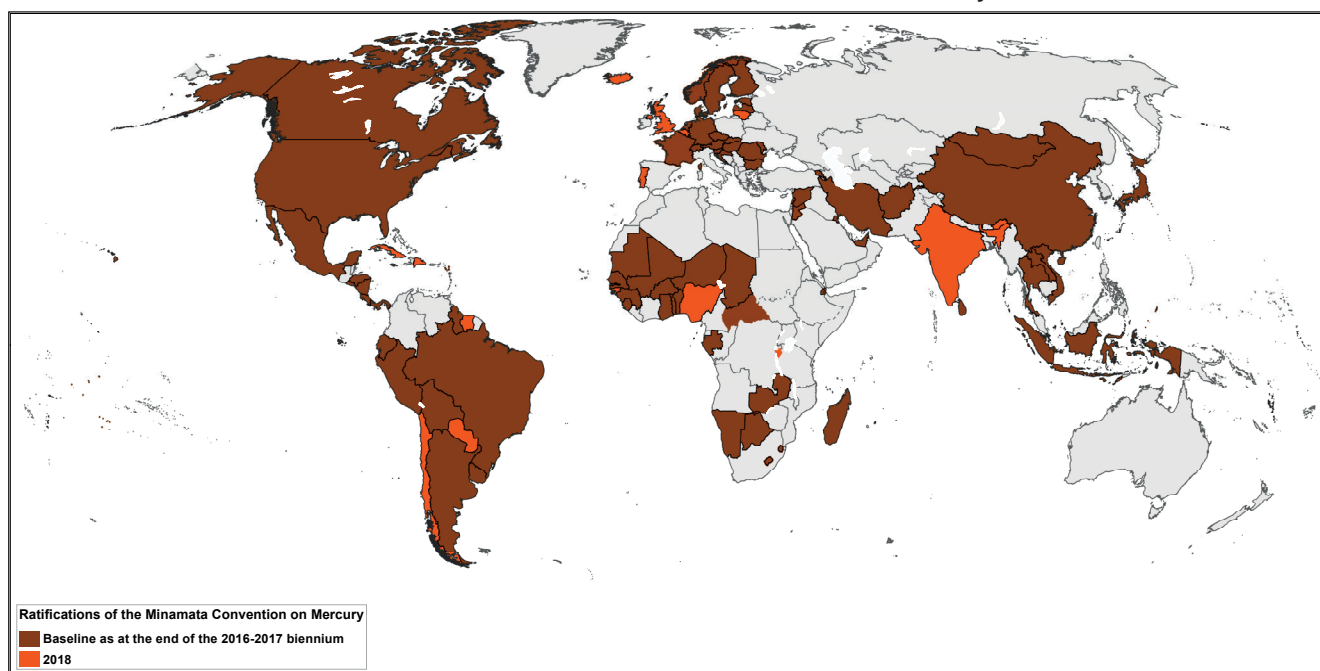 Ratifications of the Minamata Convention on Mercury
Baseline as at the end of the 2016-2017 biennium
2018